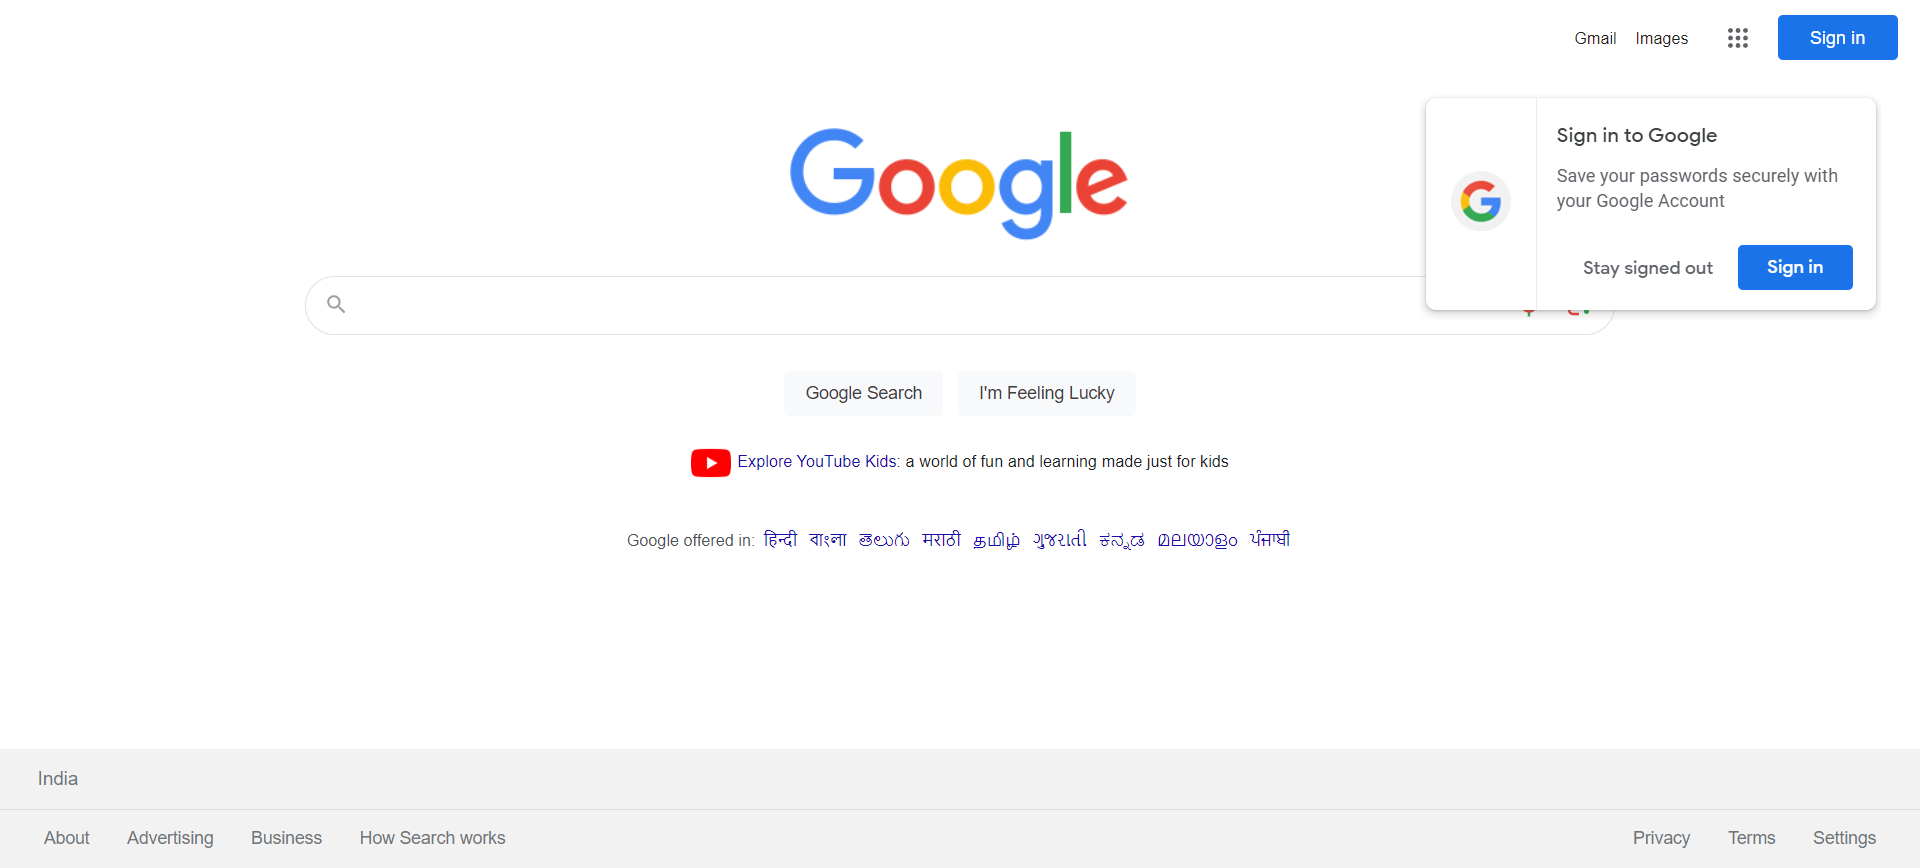 Gmail Images Sign in
Google
Sign in to Google
Save your passwords securely with
your Google Account
Stay signed out Sign in
Google Search I'm Feeling Lucky
Explore YouTube Kids: a world of fun and learning made just for kids
Google offered in: हिन्दी বাংলা తెలుగు मराठी தமிழ் ગુજરાતી ಕನ್ನಡ മലയാളം ਪੰਜਾਬੀ
India
About Advertising Business How Search works Privacy Terms Settings